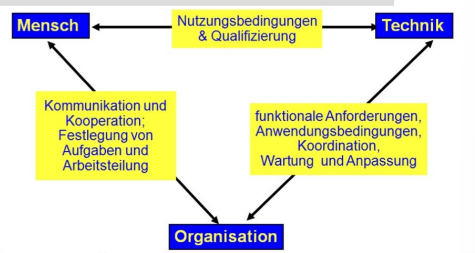 Mensch
Nutzungsbedingungen
& Qualifizierung
Technik
Kommunikation und
Kooperation;
Festlegung von
Aufgaben und
Arbeitsteilung
funktionale Anforderungen,
Anwendungsbedingungen,
Koordination,
Wartung und Anpassung
Organisation